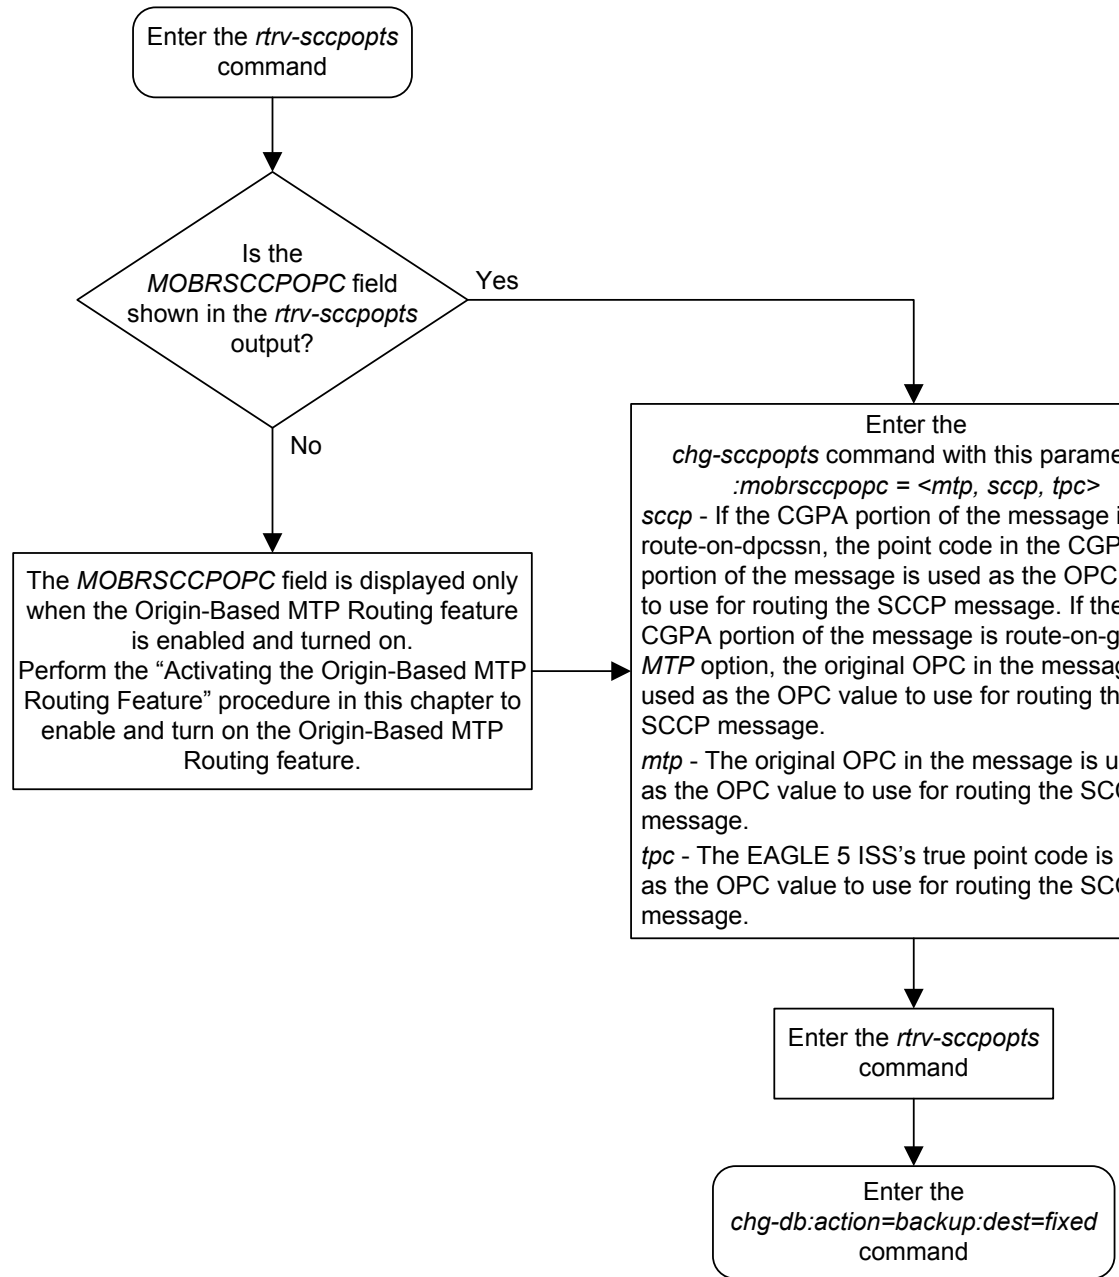 Enter the rtrv-sccpopts
command
Is the
MOBRSCCPOPC field
shown in the rtrv-sccpopts
output?
Yes
No
The MOBRSCCPOPC field is displayed only
when the Origin-Based MTP Routing feature
is enabled and turned on.
Perform the “Activating the Origin-Based MTP
Routing Feature” procedure in this chapter to
enable and turn on the Origin-Based MTP
Routing feature.
Enter the
chg-sccpopts command with this
:mobrsccpopc = <mtp, sccp, tpc>
sccp - If the CGPA portion of the message
route-on-dpcssn, the point code in the
portion of the message is used as the OPC
to use for routing the SCCP message. If the
CGPA portion of the message is
MTP option, the original OPC in the
used as the OPC value to use for routing
SCCP message.
mtp - The original OPC in the message is
as the OPC value to use for routing the
message.
tpc - The EAGLE 5 ISS's true point code is
as the OPC value to use for routing the
message.
Enter the rtrv-sccpopts
command
Enter the
chg-db:action=backup:dest=fixed
command